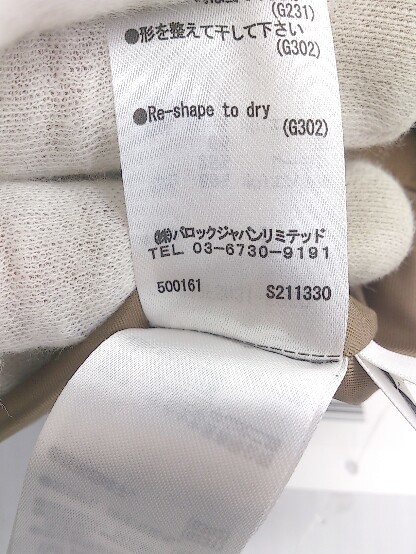 (G231)
●形を整えて干して下さい
(G302)
●Re-shape to dry
(G302)
㈱バロックジャパンリミテッド
TEL 03-6730-9191
500161 S211330